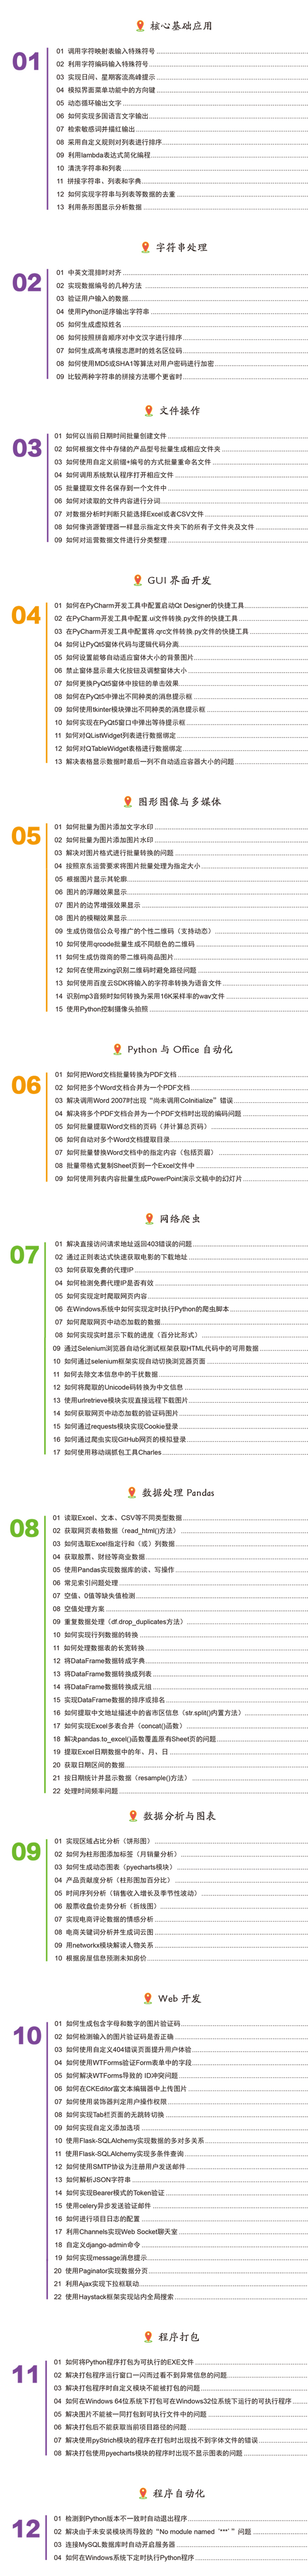 核心基础应用
01
01 调用字符映射表输入特殊符号
02 利用字符编码输入特殊符号
03 实现日间、星期客流高峰提示
04 模拟界面菜单功能中的方向键
05 动态循环输出文字
06 如何实现多国语言文字输出
07 检索敏感词并描红输出
08 采用自定义规则对列表进行排序
09 利用lambda表达式简化编程
10 清洗字符串和列表
11 拼接字符串、列表和字典
12 如何实现字符串与列表等数据的去重
13 利用条形图显示分析数据
字符串处理
02
01 中英文混排时对齐
02 实现数据编号的几种方法
03 验证用户输入的数据
04 使用Python逆序输出字符串
05 如何生成虚拟姓名
06 如何按照拼音顺序对中文汉字进行排序
07 如何生成高考填报志愿时的姓名区位码
08 如何使用MD5或SHA1等算法对用户密码进行加密
09 比较两种字符串的拼接方法哪个更省时
文件操作
03
01 如何以当前日期时间批量创建文件
02 如何根据文件中存储的产品型号批量生成相应文件夹
03 如何使用自定义前缀+编号的方式批量重命名文件
04 如何调用系统默认程序打开相应文件
05 批量提取文件名保存到一个文件中
06 如何对读取的文件内容进行分词
07 对数据分析时判断只能选择Excel或者CSV文件
08 如何像资源管理器一样显示指定文件夹下的所有子文件夹及文件
09 如何对运营数据文件进行分类整理
GUI 界面开发
04
01 如何在PyCharm开发工具中配置启动Qt Designer的快捷工具
02 在PyCharm开发工具中配置.ui文件转换.py文件的快捷工具
03 在PyCharm开发工具中配置将.qrc文件转换.py文件的快捷工具
04 如何让PyQt5窗体代码与逻辑代码分离
05 如何设置能够自动适应窗体大小的背景图片
06 禁止窗体显示最大化按钮及调整窗体大小
07 如何更换PyQt5窗体中按钮的单击效果
08 如何在PyQt5中弹出不同种类的消息提示框
09 如何使用tkinter模块弹出不同种类的消息提示框
10 如何实现在PyQt5窗口中弹出等待提示框
11 如何对QListWidget列表进行数据绑定
12 如何对QTableWidget表格进行数据绑定
13 解决表格显示数据时最后一列不自动适应容器大小的问题
图形图像与多媒体
05
01 如何批量为图片添加文字水印
02 如何批量为图片添加图片水印
03 解决对图片格式进行批量转换的问题
04 按照京东运营要求将图片批量处理为指定大小
05 根据图片显示其轮廓
06 图片的浮雕效果显示
07 图片的边界增强效果显示
08 图片的模糊效果显示
09 生成仿微信公众号推广的个性二维码（支持动态）
10 如何使用qrcode批量生成不同颜色的二维码
11 如何生成仿微商的带二维码商品图片
12 如何在使用zxing识别二维码时避免路径问题
13 如何使用百度云SDK将输入的字符串转换为语音文件
14 识别mp3音频时如何转换为采用16K采样率的wav文件
15 使用Python控制摄像头拍照
Python 与 Office 自动化
06
01 如何把Word文档批量转换为PDF文档
02 如何把多个Word文档合并为一个PDF文档
03 解决调用Word 2007时出现“尚未调用CoInitialize”错误
04 解决将多个PDF文档合并为一个PDF文档时出现的编码问题
05 如何批量提取Word文档的页码（并计算总页码）
06 如何自动对多个Word文档提取目录
07 如何批量替换Word文档中的指定内容（包括页眉）
08 批量带格式复制Sheet页到一个Excel文件中
09 如何使用列表内容批量生成PowerPoint演示文稿中的幻灯片
网络爬虫
07
01 解决直接访问请求地址返回403错误的问题
02 通过正则表达式快速获取电影的下载地址
03 如何获取免费的代理IP
04 如何检测免费代理IP是否有效
05 如何实现定时爬取网页内容
06 在Windows系统中如何实现定时执行Python的爬虫脚本
07 如何爬取网页中动态加载的数据
08 如何实现实时显示下载的进度（百分比形式）
09 通过Selenium浏览器自动化测试框架获取HTML代码中的可用数据
10 如何通过selenium框架实现自动切换浏览器页面
11 如何去除文本信息中的干扰数据
12 如何将爬取的Unicode码转换为中文信息
13 使用urlretrieve模块实现直接远程下载图片
14 如何获取网页中动态加载的验证码图片
15 如何通过requests模块实现Cookie登录
16 如何通过爬虫实现GitHub网页的模拟登录
17 如何使用移动端抓包工具Charles
数据处理 Pandas
08
01 读取Excel、文本、CSV等不同类型数据
02 获取网页表格数据（read_html()方法）
03 如何选取Excel指定行和（或）列数据
04 获取股票、财经等商业数据
05 使用Pandas实现数据库的读、写操作
06 常见索引问题处理
07 空值、0值等缺失值检测
08 空值处理方案
09 重复数据处理（df.drop_duplicates方法）
10 如何实现行列数据的转换
11 如何处理数据表的长宽转换
12 将DataFrame数据转成字典
13 将DataFrame数据转换成列表
14 将DataFrame数据转换成元组
15 实现DataFrame数据的排序或排名
16 如何提取中文地址描述中的省市区信息（str.split()内置方法）
17 如何实现Excel多表合并（concat()函数）
18 解决pandas.to_excel()函数覆盖原有Sheet页的问题
19 提取Excel日期数据中的年、月、日
20 获取日期区间的数据
21 按日期统计并显示数据（resample()方法）
22 处理时间频率问题
数据分析与图表
09
01 实现区域占比分析（饼形图）
02 如何为柱形图添加标签（月销量分析）
03 如何生成动态图表（pyecharts模块）
04 产品贡献度分析（柱形图加百分比）
05 时间序列分析（销售收入增长及季节性波动）
06 股票收盘价走势分析（折线图）
07 实现电商评论数据的情感分析
08 电商关键词分析并生成词云图
09 用networkx模块解读人物关系
10 根据房屋信息预测未知房价
Web 开发
10
01 如何生成包含字母和数字的图片验证码
02 如何检测输入的图片验证码是否正确
03 如何使用自定义404错误页面提升用户体验
04 如何使用WTForms验证Form表单中的字段
05 如何解决WTForms导致的 ID冲突问题
06 如何在CKEditor富文本编辑器中上传图片
07 如何使用装饰器判定用户操作权限
08 如何实现Tab栏页面的无跳转切换
09 如何实现自定义添加选项
10 使用Flask-SQLAlchemy实现数据的多对多关系
11 使用Flask-SQLAlchemy实现多条件查询
12 如何使用SMTP协议为注册用户发送邮件
13 如何解析JSON字符串
14 如何实现Bearer模式的Token验证
15 使用celery异步发送验证邮件
16 如何进行项目日志的配置
17 利用Channels实现Web Socket聊天室
18 自定义django-admin命令
19 如何实现message消息提示
20 使用Paginator实现数据分页
21 利用Ajax实现下拉框联动
22 使用Haystack框架实现站内全局搜索
程序打包
11
01 如何将Python程序打包为可执行的EXE文件
02 解决打包程序运行窗口一闪而过看不到异常信息的问题
03 解决打包程序时自定义模块不能被打包的问题
04 如何在Windows 64位系统下打包可在Windows32位系统下运行的可执行程序
05 解决图片不能被一同打包到可执行文件中的问题
06 解决打包后不能获取当前项目路径的问题
07 解决使用pyStrich模块的程序在打包时出现找不到字体文件的错误
08 解决打包使用pyecharts模块的程序时出现不显示图表的问题
程序自动化
12
01 检测到Python版本不一致时自动退出程序
02 解决由于未安装模块而导致的“No module named ‘***’”问题
03 连接MySQL数据库时自动开启服务器
04 如何在Windows系统下定时执行Python程序